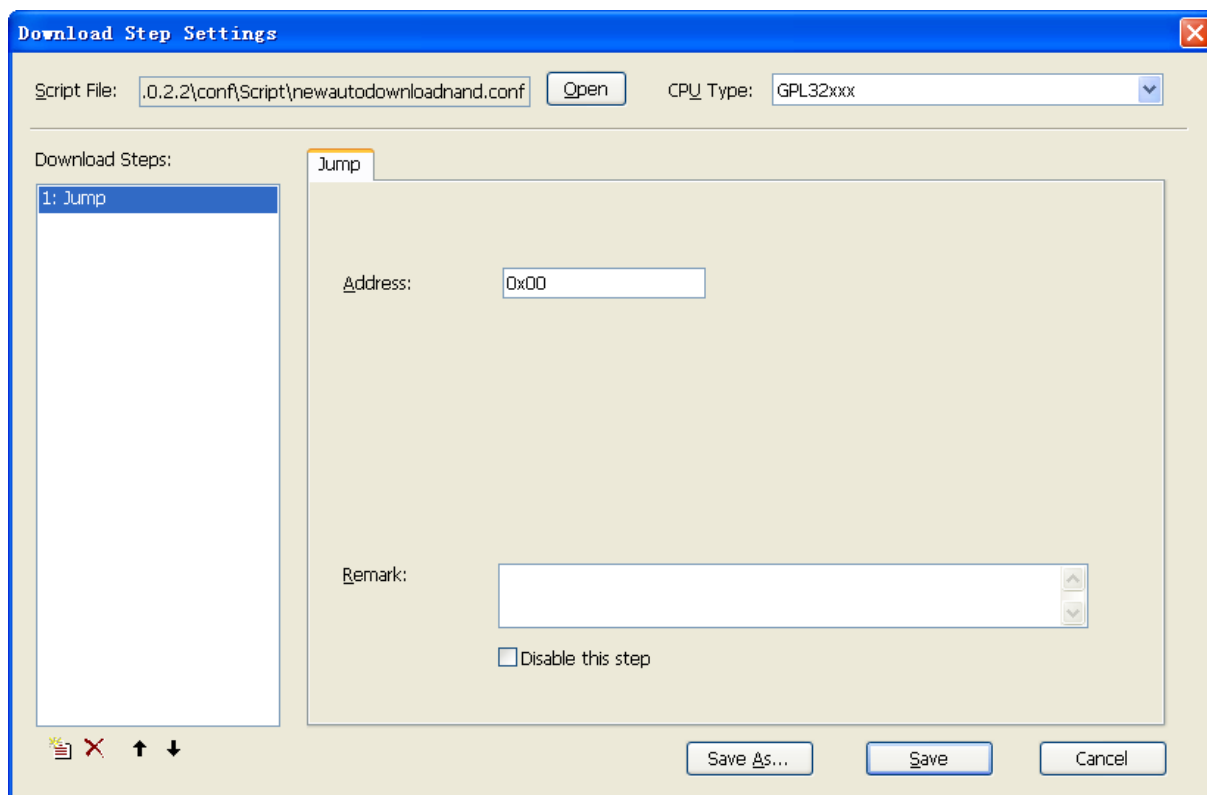 Download Step Settings
Script File: .0.2.2\conf\Script\newautodownloadnand.conf Open CPU Type: GPL32xxx
Download Steps:
Jump
1: Jump
Address: 0x00
Remark:
Disable this step
Save As... Save Cancel